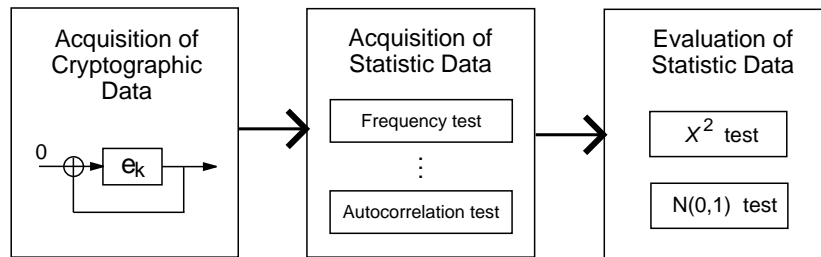 Acquisition of
Cryptographic
Data
0
e_k
Acquisition of
Statistic Data
Frequency test
⋮
Autocorrelation test
Evaluation of
Statistic Data
X² test
N(0,1) test